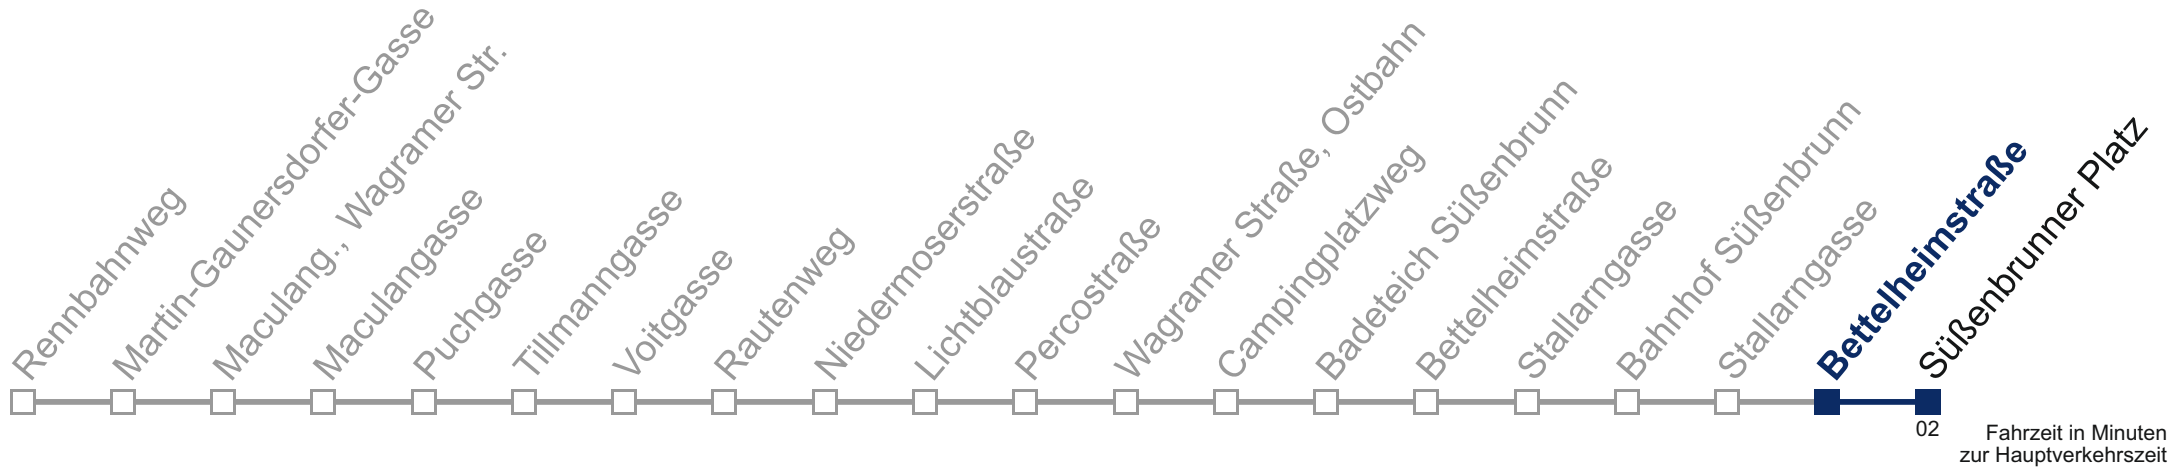 Rennbahnweg
Martin-Gaunersdorfer-Gasse
Maculang., Wagramer Str.
Maculangasse
Puchgasse
Tillmanngasse
Voitgasse
Rautenweg
Niedermoserstraße
Lichtblaustraße
Percostraße
Wagramer Straße, Ostbahn
Campingplatzweg
Badeteich Süßenbrunn
Bettelheimstraße
Stallarngasse
Bahnhof Süßenbrunn
Stallarngasse
Bettelheimstraße
Süßenbrunner Platz
02
Fahrzeit in Minuten
zur Hauptverkehrszeit